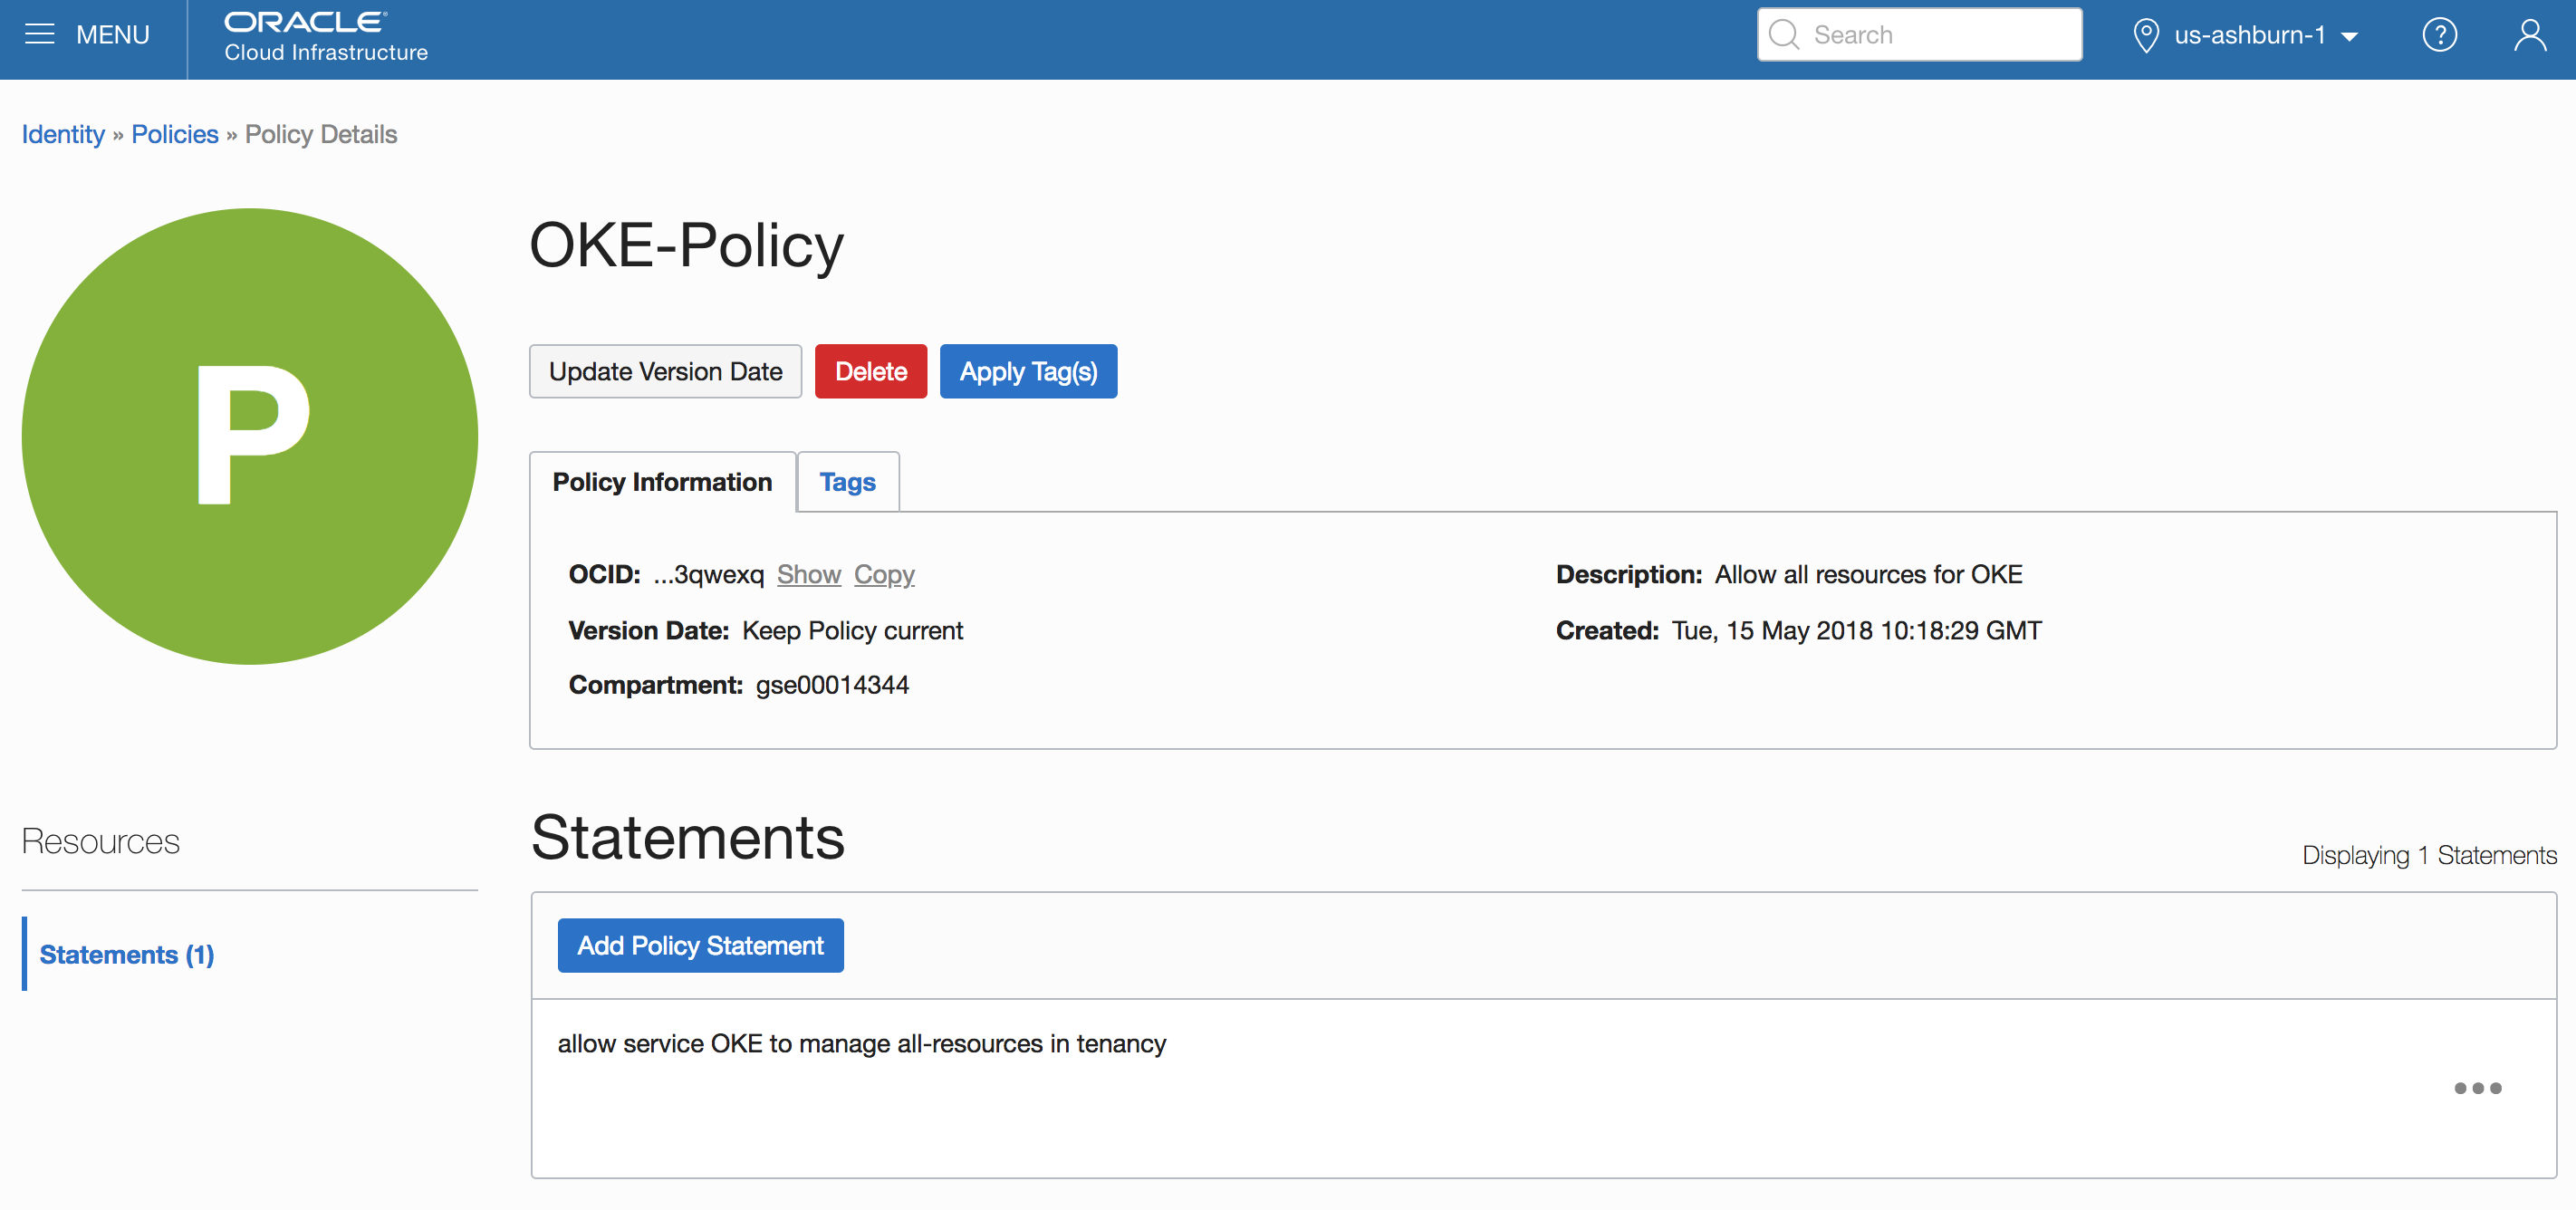 MENU
ORACLE
Cloud Infrastructure
Search
us-ashburn-1
?
Identity » Policies » Policy Details
P
OKE-Policy
Update Version Date
Delete
Apply Tag(s)
Policy Information
Tags
OCID: ...3qwexq Show Copy
Description: Allow all resources for OKE
Version Date: Keep Policy current
Created: Tue, 15 May 2018 10:18:29 GMT
Compartment: gse00014344
Resources
Statements (1)
Statements
Displaying 1 Statements
Add Policy Statement
allow service OKE to manage all-resources in tenancy